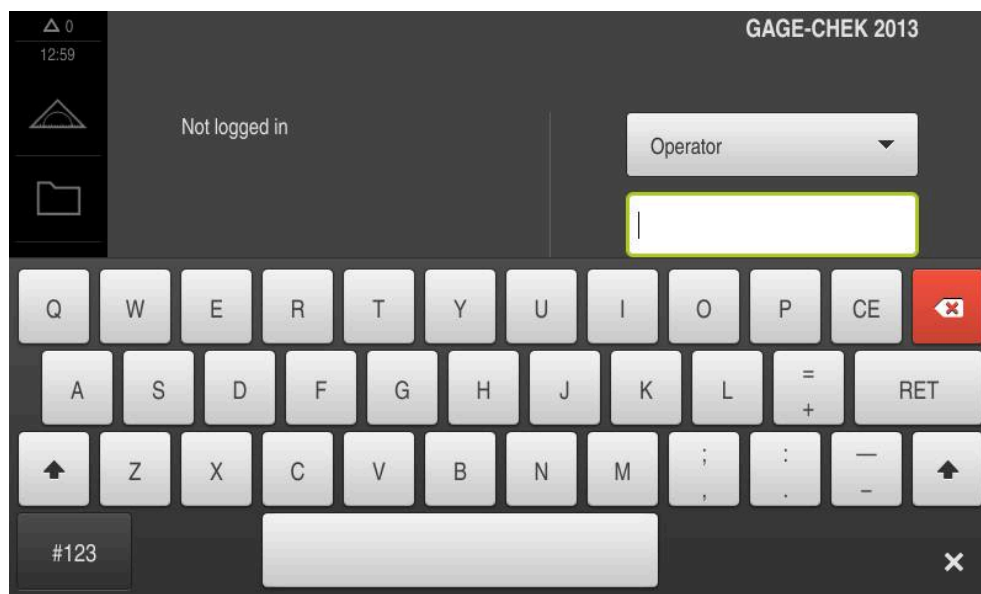 0
12:59
GAGE-CHEK 2013
Not logged in
Operator
Q W E R T Y U I O P CE
A S D F G H J K L = + RET
Z X C V B N M ; , : . — –
#123